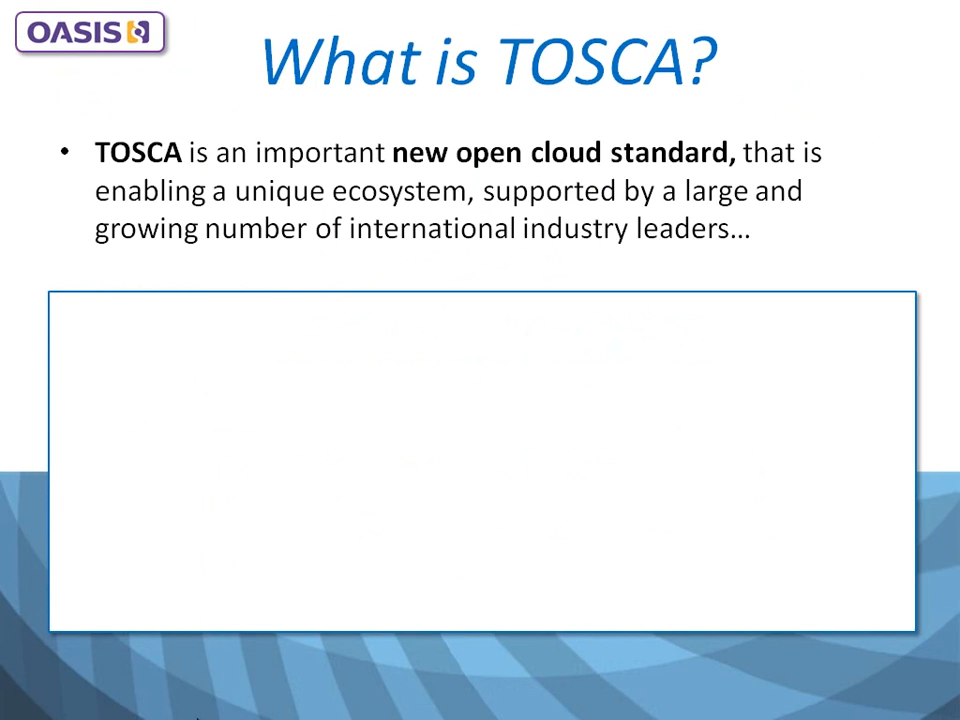 OASIS
What is TOSCA?
• TOSCA is an important new open cloud standard, that is
enabling a unique ecosystem, supported by a large and
growing number of international industry leaders…